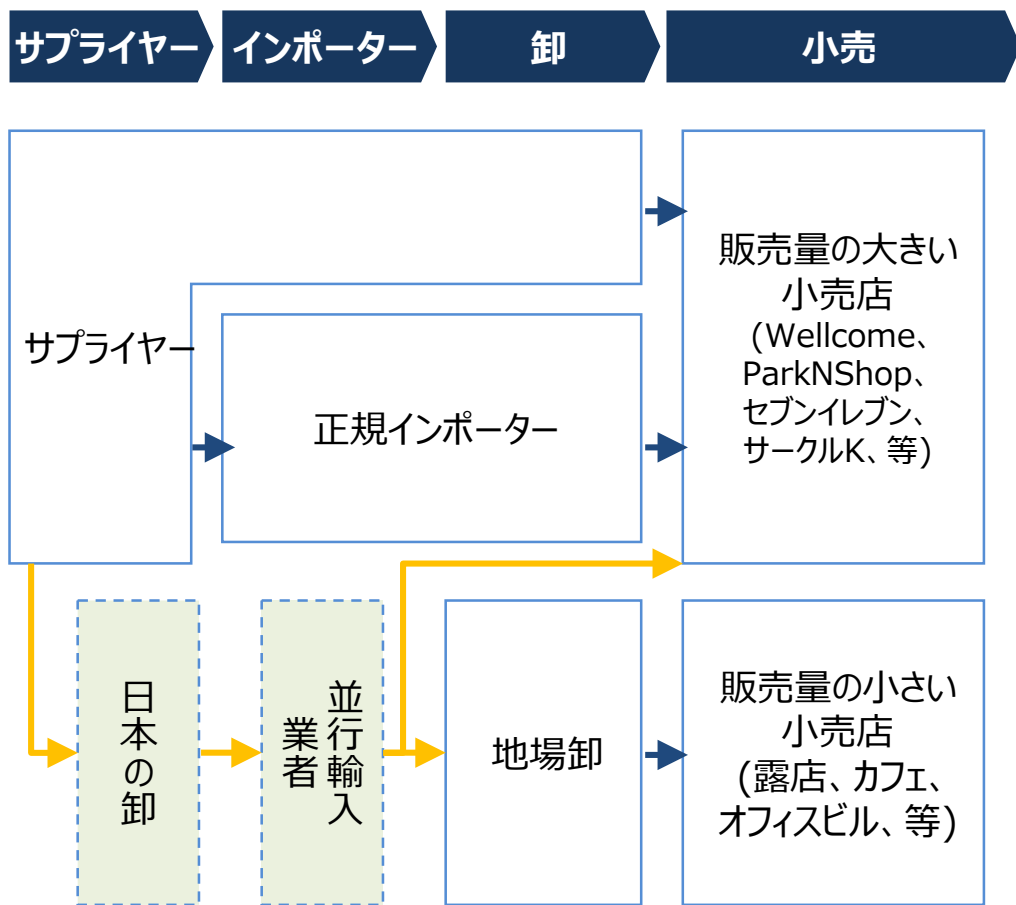 サプライヤー
インポーター
卸
小売
サプライヤー
正規インポーター
販売量の大きい
小売店
(Wellcome、
ParkNShop、
セブンイレブン、
サークルK、等)
日本の卸
並行輸入
業者
地場卸
販売量の小さい
小売店
(露店、カフェ、
オフィスビル、等)